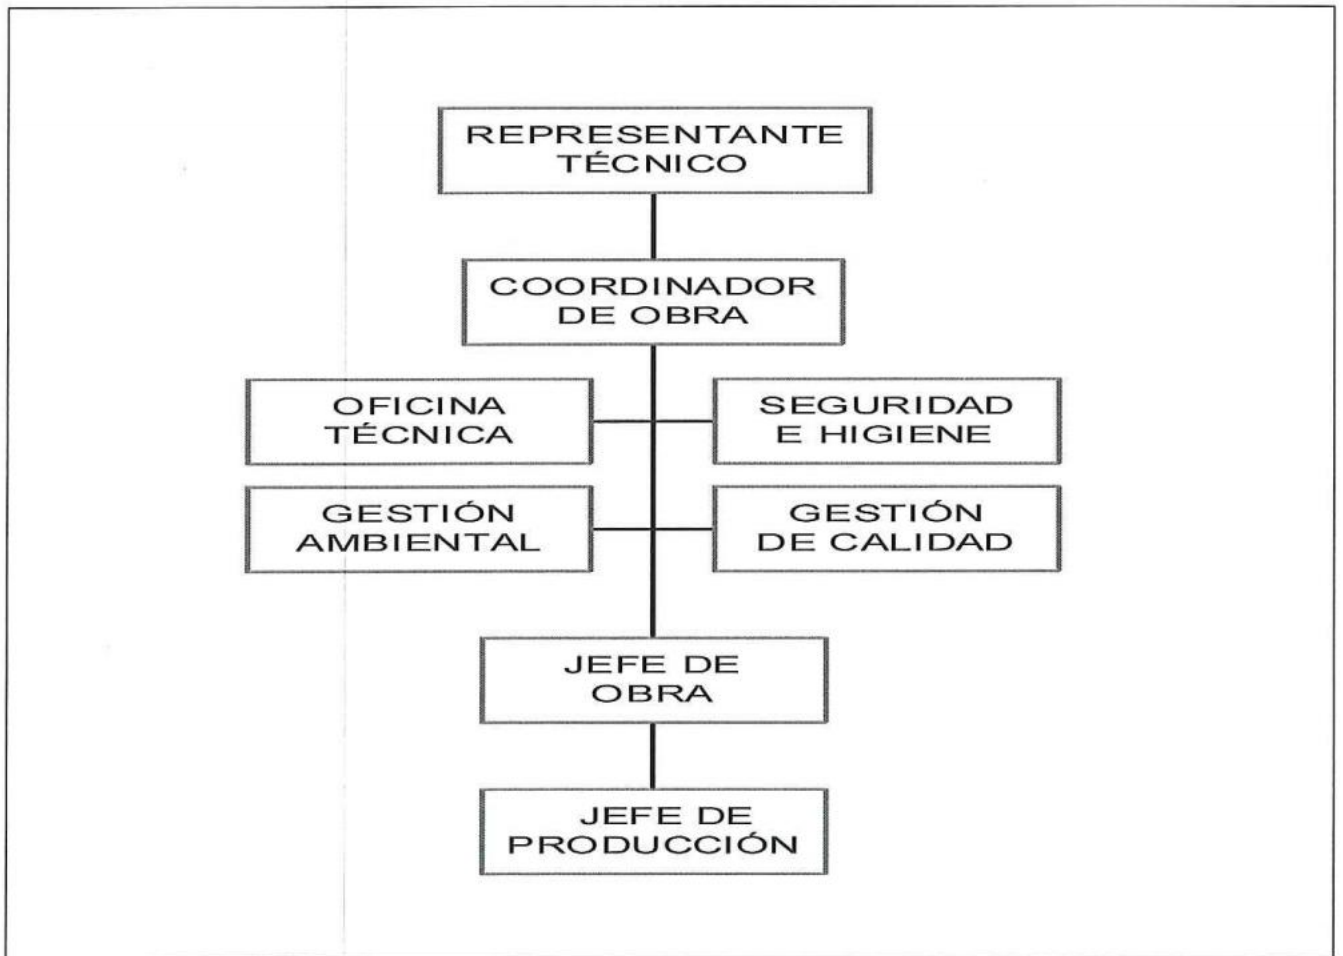 REPRESENTANTE
TÉCNICO
COORDINADOR
DE OBRA
OFICINA
TÉCNICA
SEGURIDAD
E HIGIENE
GESTIÓN
AMBIENTAL
GESTIÓN
DE CALIDAD
JEFE DE
OBRA
JEFE DE
PRODUCCIÓN